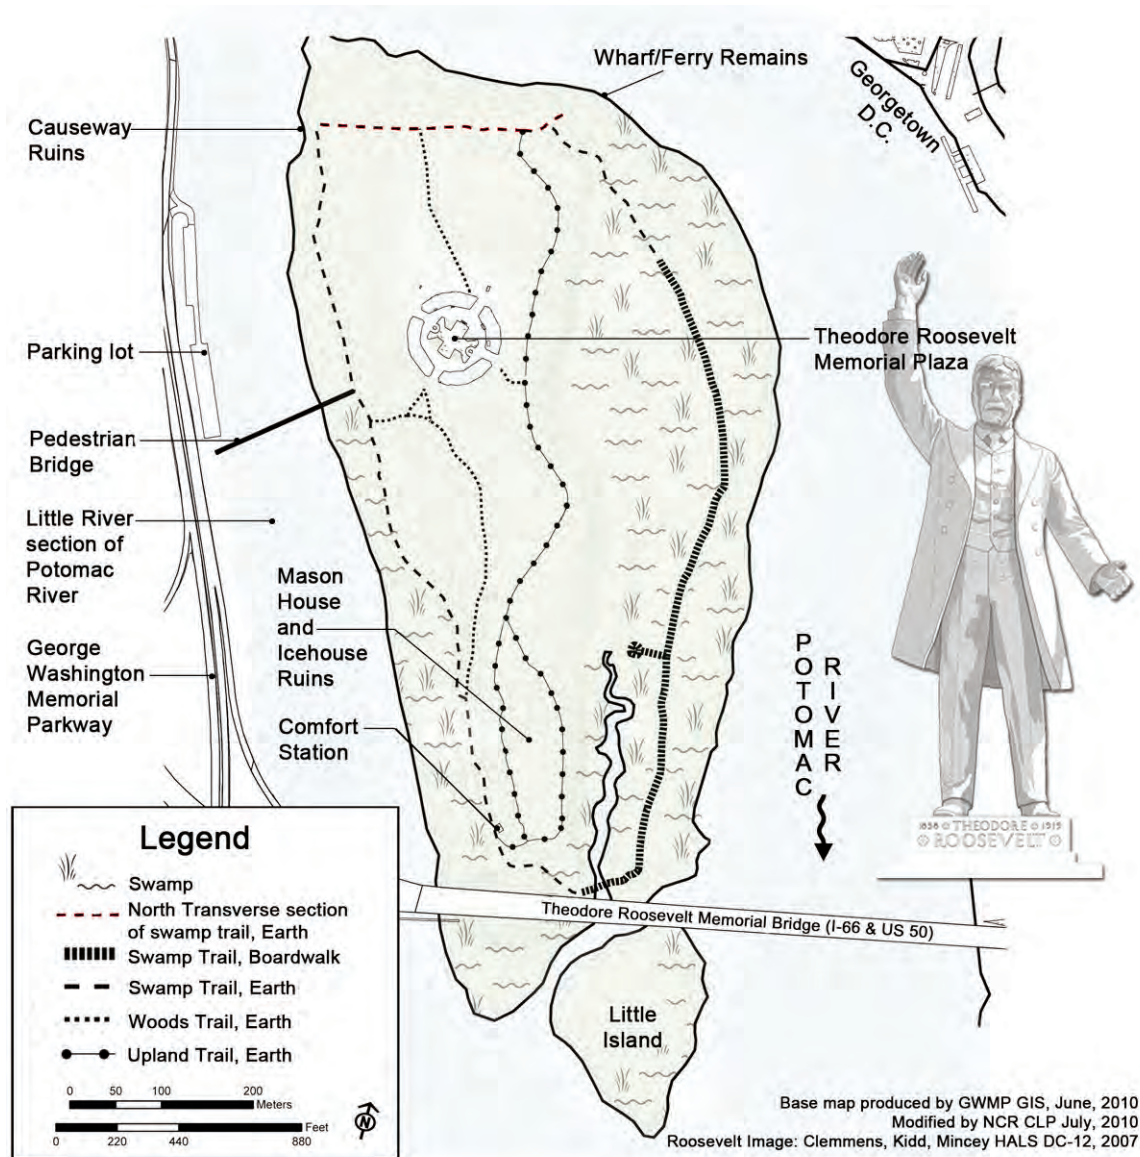 Wharf/Ferry Remains
Georgetown
D.C.
Causeway
Ruins
Theodore Roosevelt
Memorial Plaza
Parking lot
Pedestrian
Bridge
Little River
section of
Potomac
River
Mason
House
and
Icehouse
Ruins
George
Washington
Memorial
Parkway
Comfort
Station
POTOMAC
RIVER
1858 THEODORE 1919
ROOSEVELT
Theodore Roosevelt Memorial Bridge (I-66 & US 50)
Little
Island
Legend
Swamp
North Transverse section
of swamp trail, Earth
Swamp Trail, Boardwalk
Swamp Trail, Earth
Woods Trail, Earth
Upland Trail, Earth
0 50 100 200
Meters
N
Feet
0 220 440 880
Base map produced by GWMP GIS, June, 2010
Modified by NCR CLP July, 2010
Roosevelt Image: Clemmens, Kidd, Mincey HALS DC-12, 2007